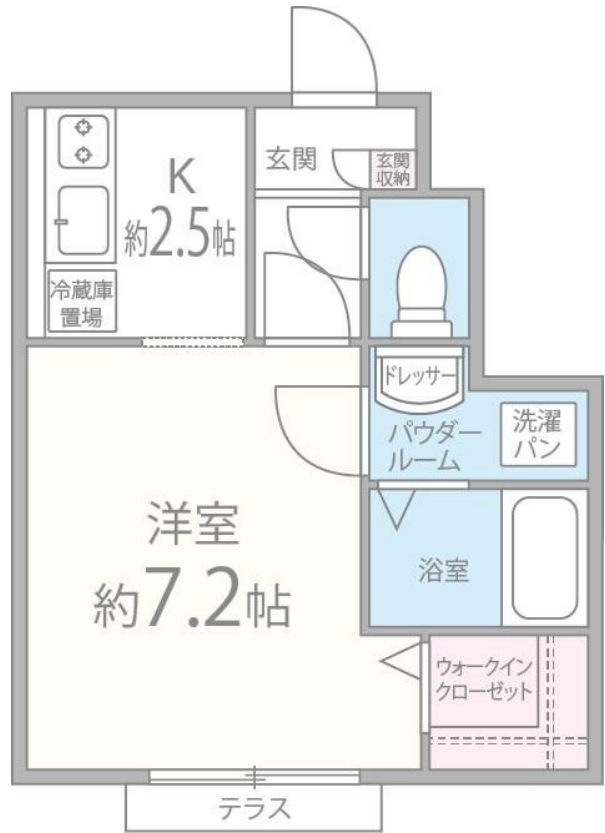 玄関
玄関
収納
K
約2.5帖
冷蔵庫
置場
ドレッサー
パウダー
ルーム
洗濯
パン
洋室
約7.2帖
浴室
ウォークイン
クローゼット
テラス